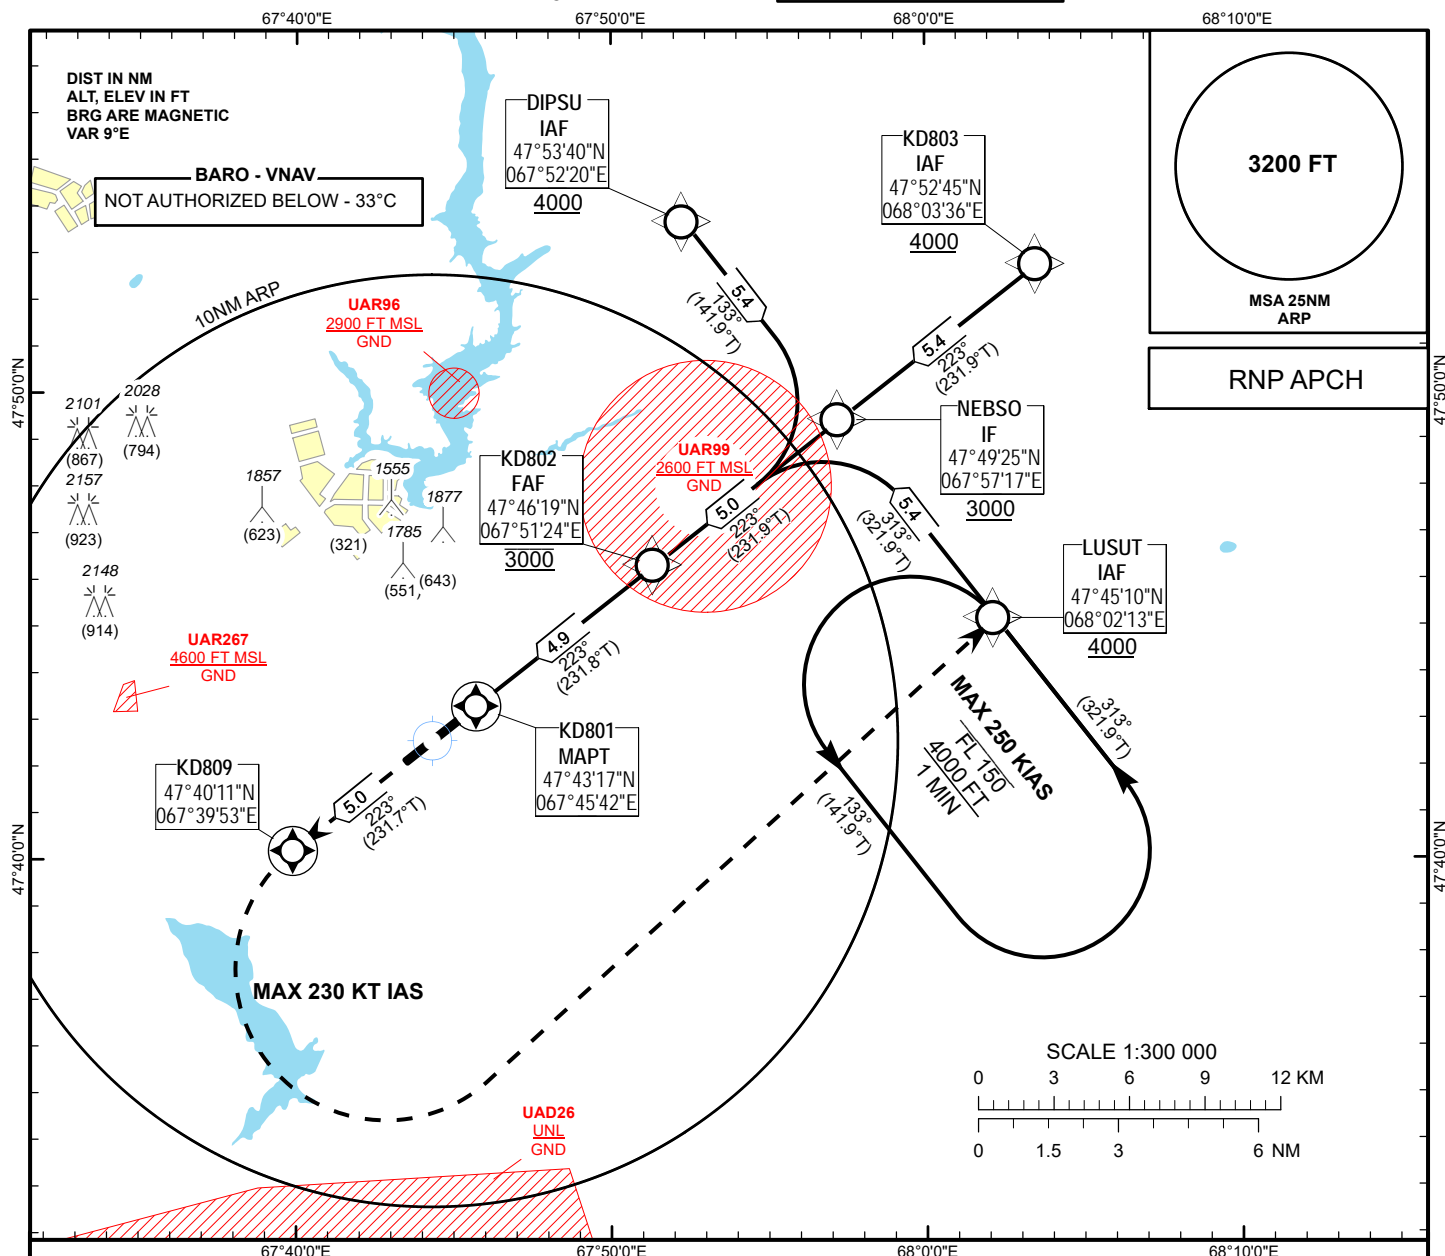 67°40'0"E
67°50'0"E
68°0'0"E
68°10'0"E
DIST IN NM
ALT, ELEV IN FT
BRG ARE MAGNETIC
VAR 9°E
BARO - VNAV
NOT AUTHORIZED BELOW - 33°C
DIPSU
IAF
47°53'40"N
067°52'20"E
4000
KD803
IAF
47°52'45"N
068°03'36"E
4000
3200 FT
MSA 25NM
ARP
RNP APCH
10NM ARP
UAR96
2900 FT MSL
GND
5.4
133°
(141.9°T)
5.4
223°
(231.9°T)
47°50'0"N
47°50'0"N
2101
(867)
2028
(794)
2157
(923)
2148
(914)
1857
(623)
1555
(321)
1877
(643)
1785
(551,
KD802
FAF
47°46'19"N
067°51'24"E
3000
UAR99
2600 FT MSL
GND
NEBSO
IF
47°49'25"N
067°57'17"E
3000
5.0
223°
(231.9°T)
5.4
313°
(321.9°T)
LUSUT
IAF
47°45'10"N
068°02'13"E
4000
UAR267
4600 FT MSL
GND
4.9
223°
(231.8°T)
KD801
MAPT
47°43'17"N
067°45'42"E
MAX 250 KIAS
FL 150
4000 FT
1 MIN
313°
(321.9°T)
133°
(141.9°T)
KD809
47°40'11"N
067°39'53"E
5.0
223°
(231.7°T)
47°40'0"N
47°40'0"N
MAX 230 KT IAS
UAD26
UNL
GND
SCALE 1:300 000
0 3 6 9 12 KM
0 1.5 3 6 NM
67°40'0"E
67°50'0"E
68°0'0"E
68°10'0"E